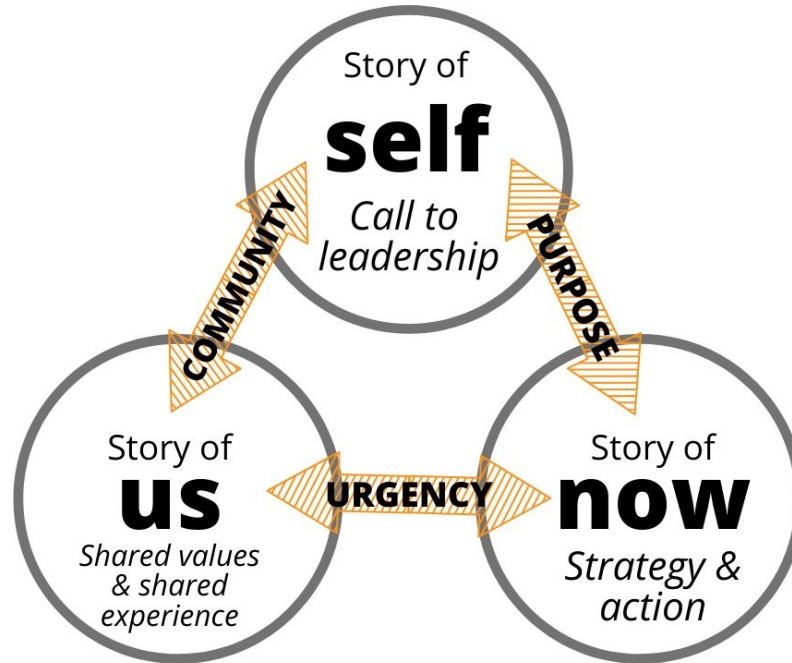 Story of
self
Call to
leadership
COMMUNITY
PURPOSE
Story of
us
Shared values
& shared
experience
URGENCY
Story of
now
Strategy &
action